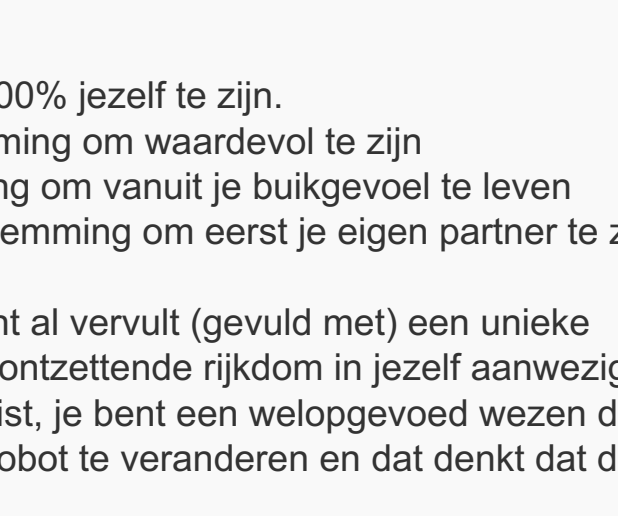 00% jezelf te zijn.
ming om waardevol te zijn
ng om vanuit je buikgevoel te leven
emming om eerst je eigen partner te z
nt al vervult (gevuld met) een unieke
ontzettende rijkdom in jezelf aanwezig
ist, je bent een welopgevoed wezen d
obot te veranderen en dat denkt dat d